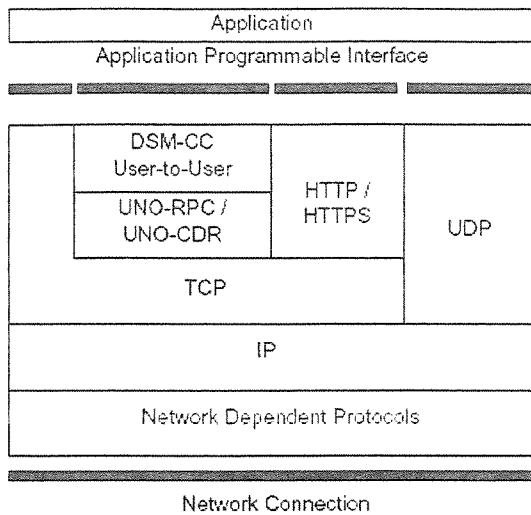 Application
Application Programmable Interface
DSM-CC
User-to-User
UNO-RPC /
UNO-CDR
HTTP /
HTTPS
UDP
TCP
IP
Network Dependent Protocols
Network Connection